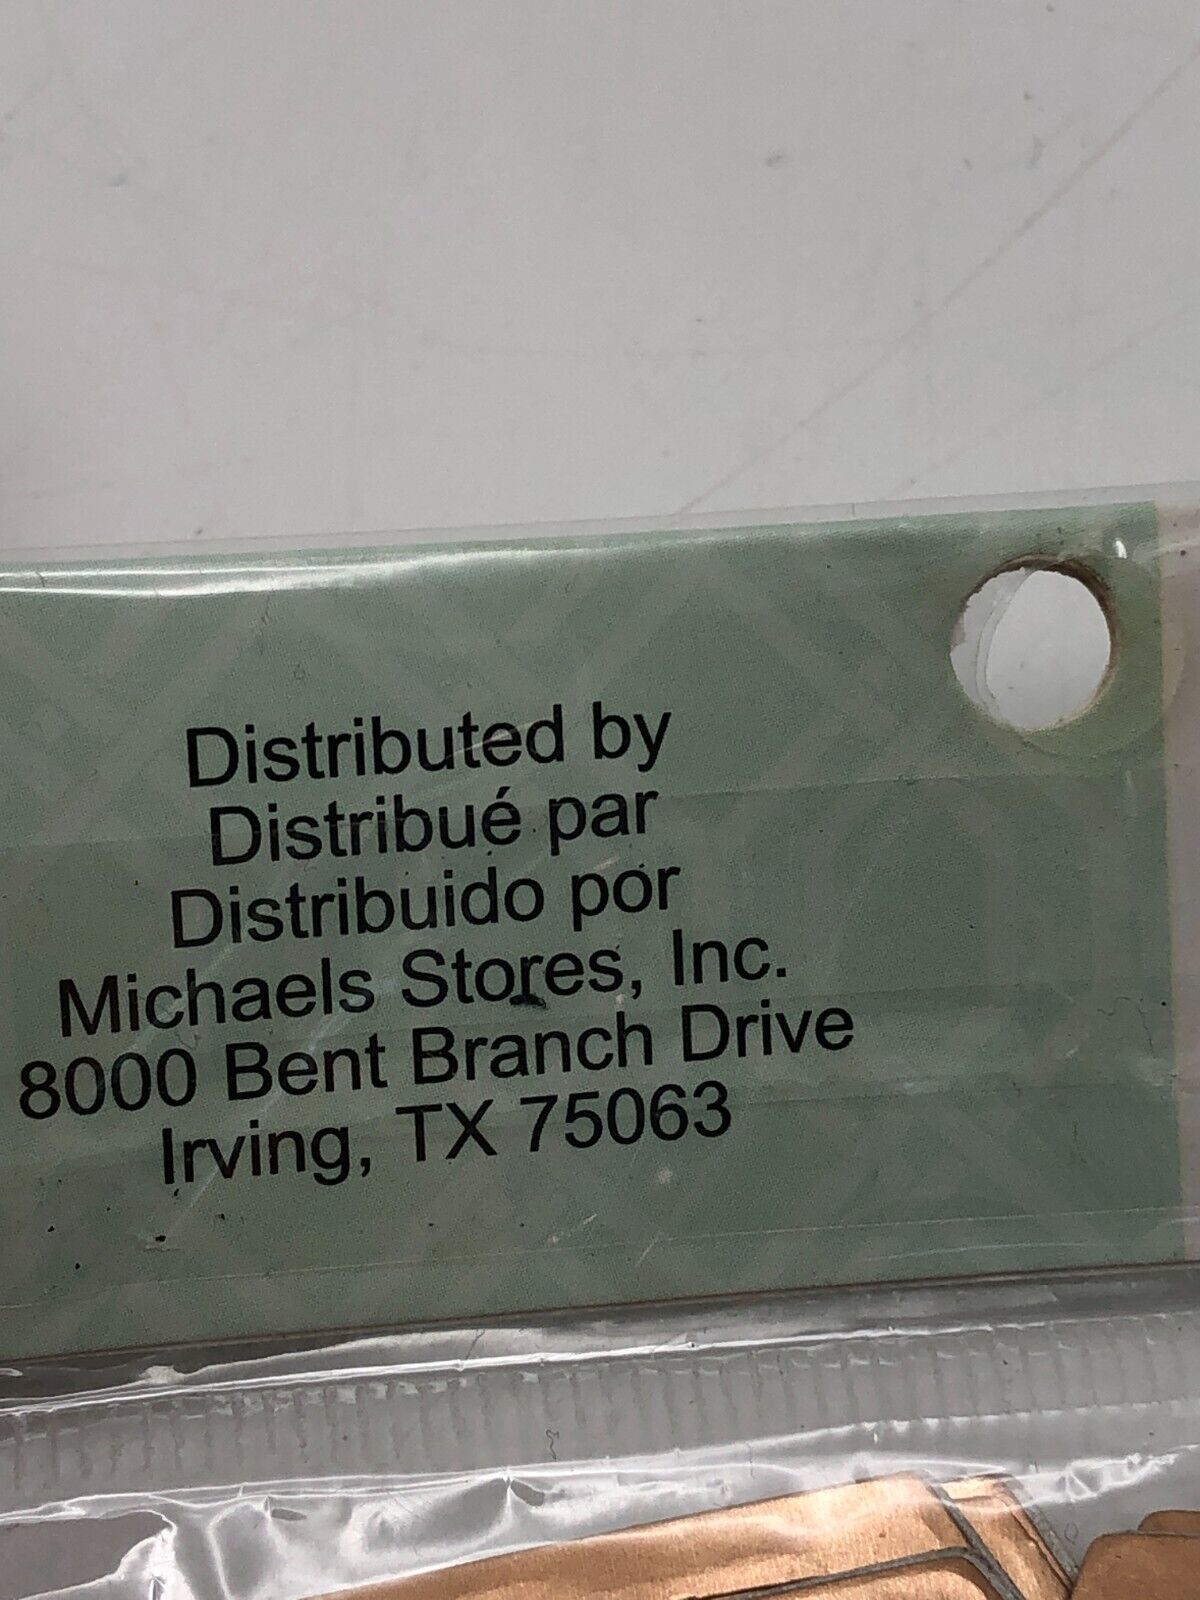 Distributed by
Distribué par
Distribuido por
Michaels Stores, Inc.
8000 Bent Branch Drive
Irving, TX 75063